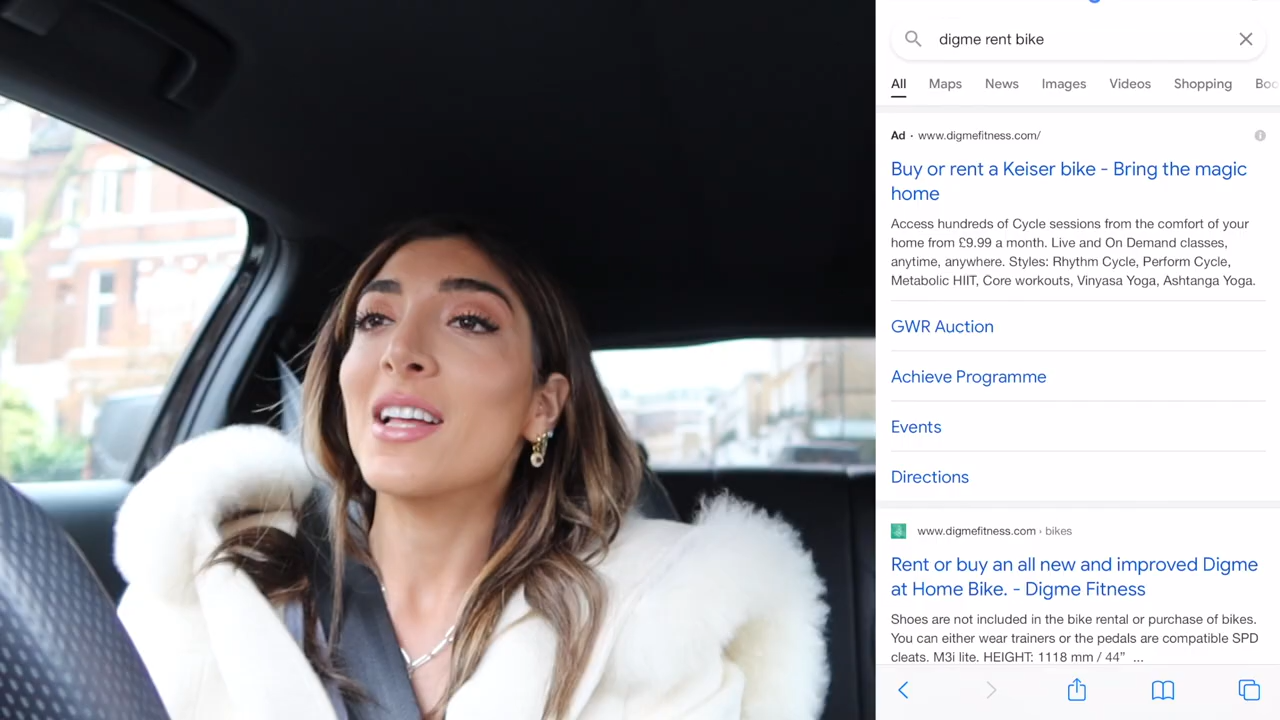 digme rent bike
All Maps News Images Videos Shopping Boo
Ad · www.digmefitness.com/
Buy or rent a Keiser bike - Bring the magic
home
Access hundreds of Cycle sessions from the comfort of your
home from £9.99 a month. Live and On Demand classes,
anytime, anywhere. Styles: Rhythm Cycle, Perform Cycle,
Metabolic HIIT, Core workouts, Vinyasa Yoga, Ashtanga Yoga.
GWR Auction
Achieve Programme
Events
Directions
www.digmefitness.com › bikes
Rent or buy an all new and improved Digme
at Home Bike. - Digme Fitness
Shoes are not included in the bike rental or purchase of bikes.
You can either wear trainers or the pedals are compatible SPD
cleats. M3i lite. HEIGHT: 1118 mm / 44” ...